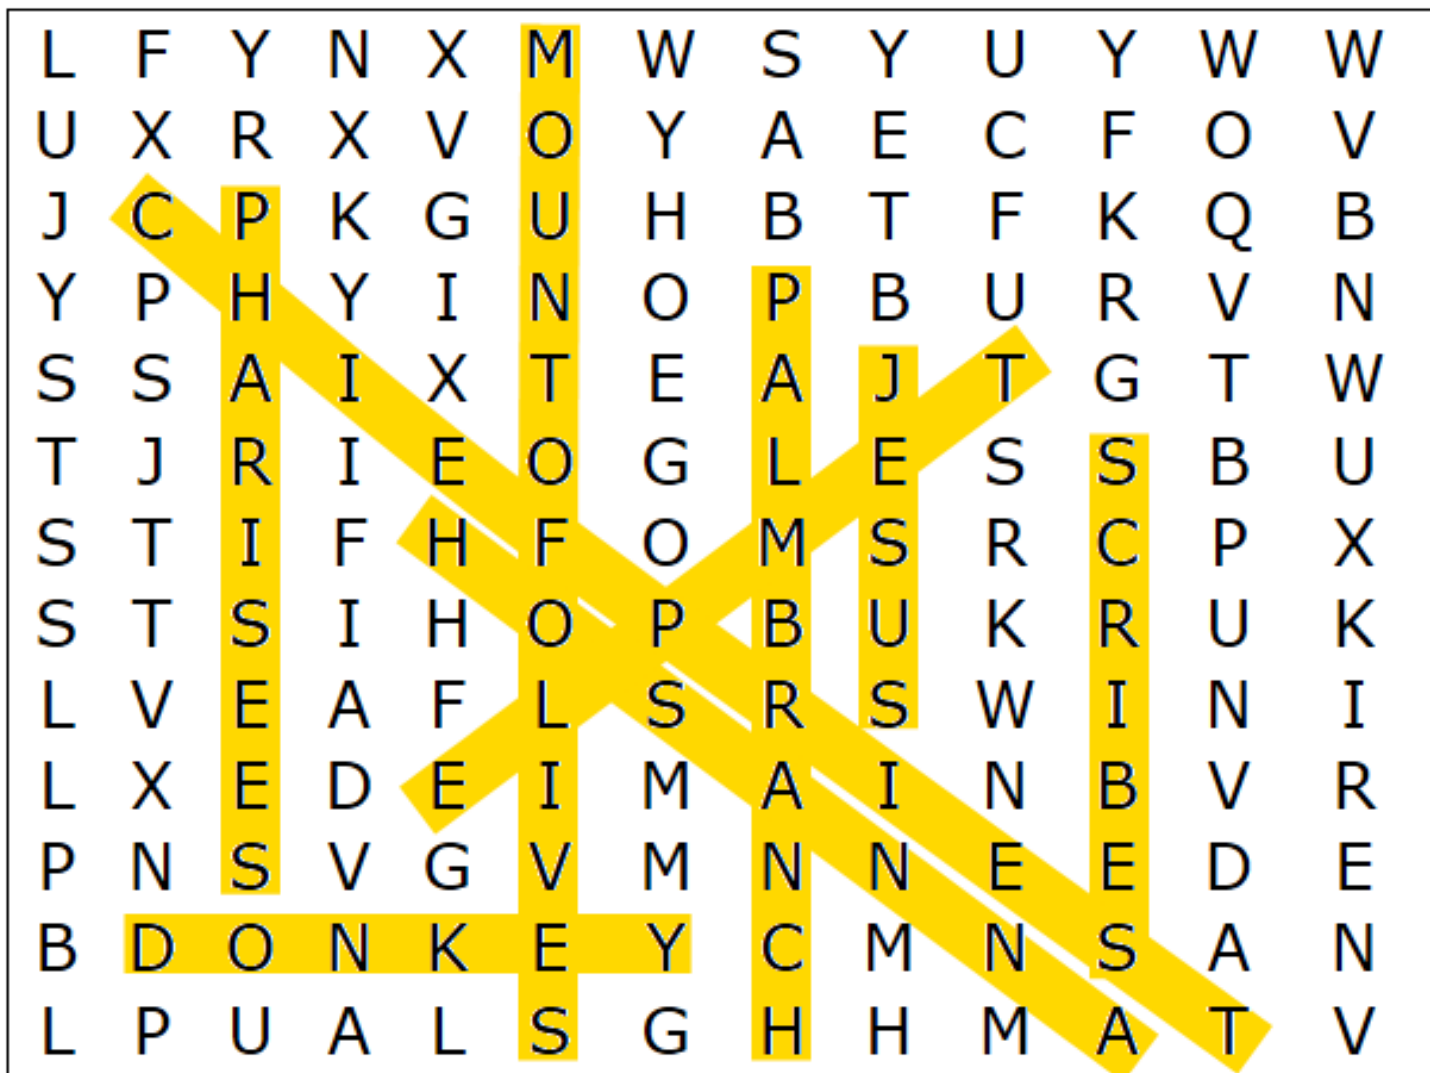 L F Y N X M W S Y U Y W W
U X R X V O Y A E C F O V
J C P K G U H B T F K Q B
Y P H Y I N O P B U R V N
S S A I X T E A J T G T W
T J R I E O G L E S S B U
S T I F H F O M S R C P X
S T S I H O P B U K R U K
L V E A F L S R S W I N I
L X E D E I M A I N B V R
P N S V G V M N N E E D E
B D O N K E Y C M N S A N
L P U A L S G H H M A T V